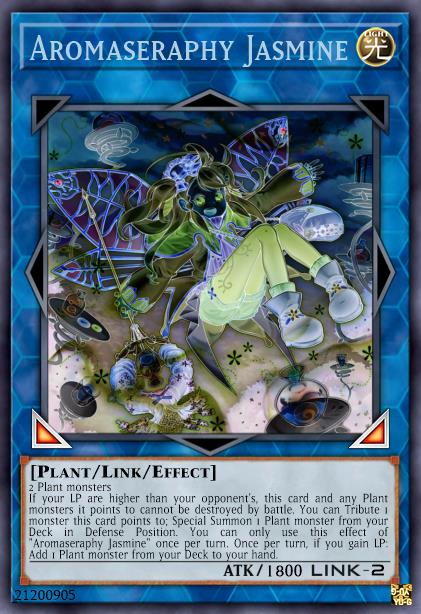 AROMASERAPHY JASMINE
LIGHT
光
[PLANT/LINK/EFFECT]
2 Plant monsters
If your LP are higher than your opponent's, this card and any Plant
monsters it points to cannot be destroyed by battle. You can Tribute 1
monster this card points to; Special Summon 1 Plant monster from your
Deck in Defense Position. You can only use this effect of
"Aromaseraphy Jasmine" once per turn. Once per turn, if you gain LP:
Add 1 Plant monster from your Deck to your hand.
ATK/1800 LINK-2
21200905